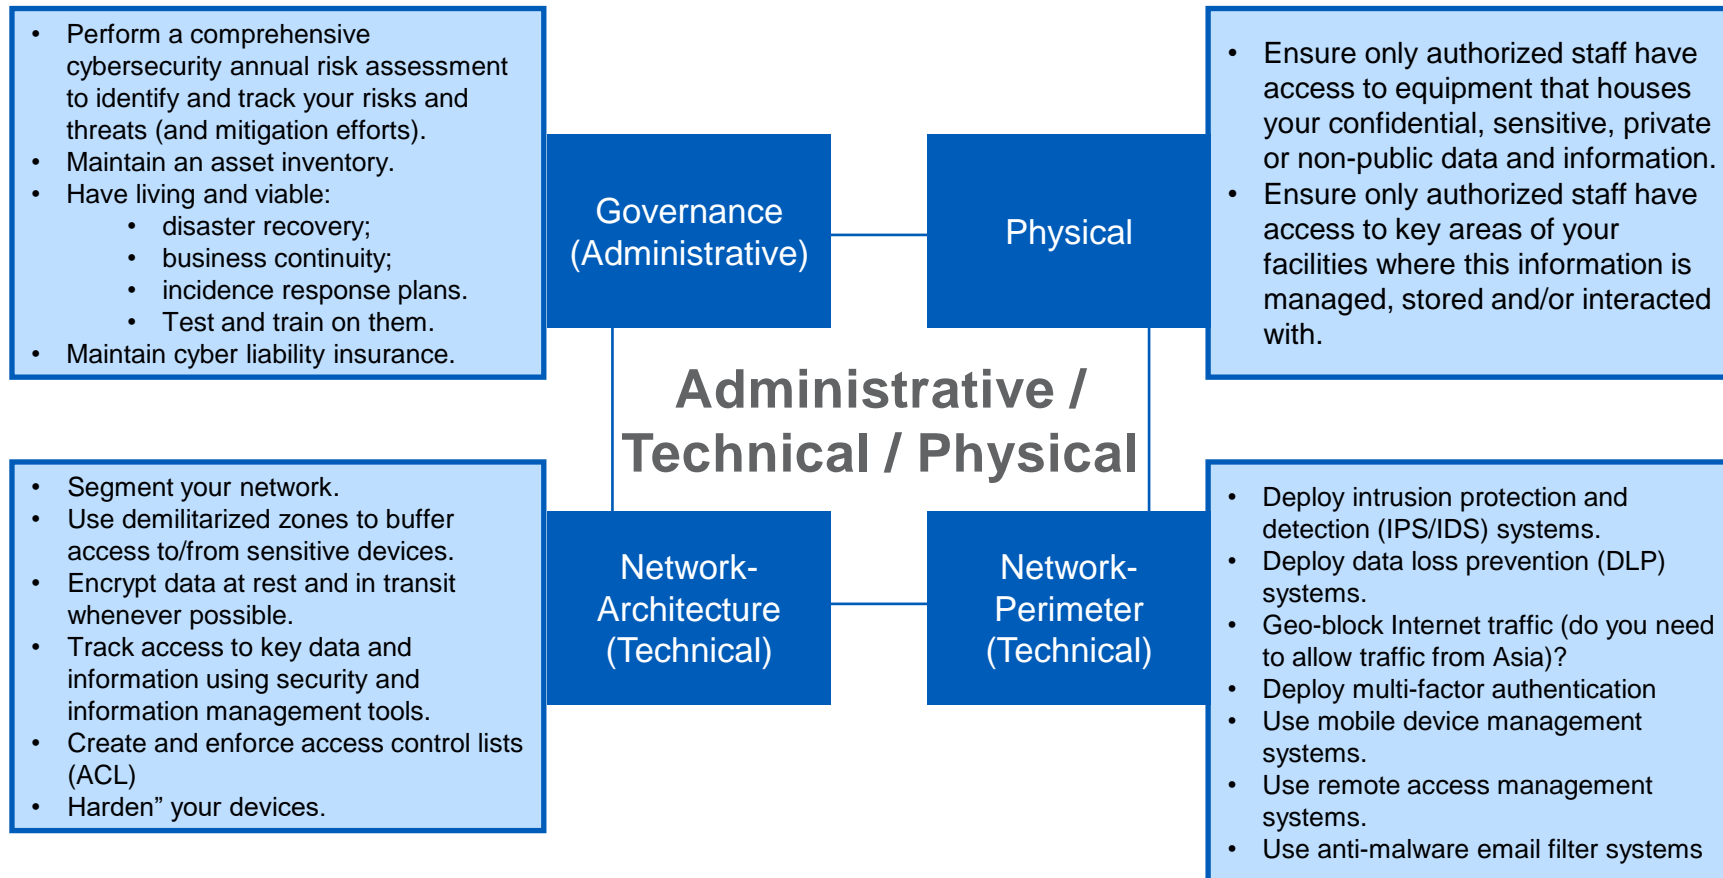 • Perform a comprehensive
cybersecurity annual risk assessment
to identify and track your risks and
threats (and mitigation efforts).
• Maintain an asset inventory.
• Have living and viable:
• disaster recovery;
• business continuity;
• incidence response plans.
• Test and train on them.
• Maintain cyber liability insurance.
Governance
(Administrative)
Physical
• Ensure only authorized staff have
access to equipment that houses
your confidential, sensitive, private
or non-public data and information.
• Ensure only authorized staff have
access to key areas of your
facilities where this information is
managed, stored and/or interacted
with.
Administrative /
Technical / Physical
• Segment your network.
• Use demilitarized zones to buffer
access to/from sensitive devices.
• Encrypt data at rest and in transit
whenever possible.
• Track access to key data and
information using security and
information management tools.
• Create and enforce access control lists
(ACL)
• Harden” your devices.
Network-
Architecture
(Technical)
Network-
Perimeter
(Technical)
• Deploy intrusion protection and
detection (IPS/IDS) systems.
• Deploy data loss prevention (DLP)
systems.
• Geo-block Internet traffic (do you need
to allow traffic from Asia)?
• Deploy multi-factor authentication
• Use mobile device management
systems.
• Use remote access management
systems.
• Use anti-malware email filter systems